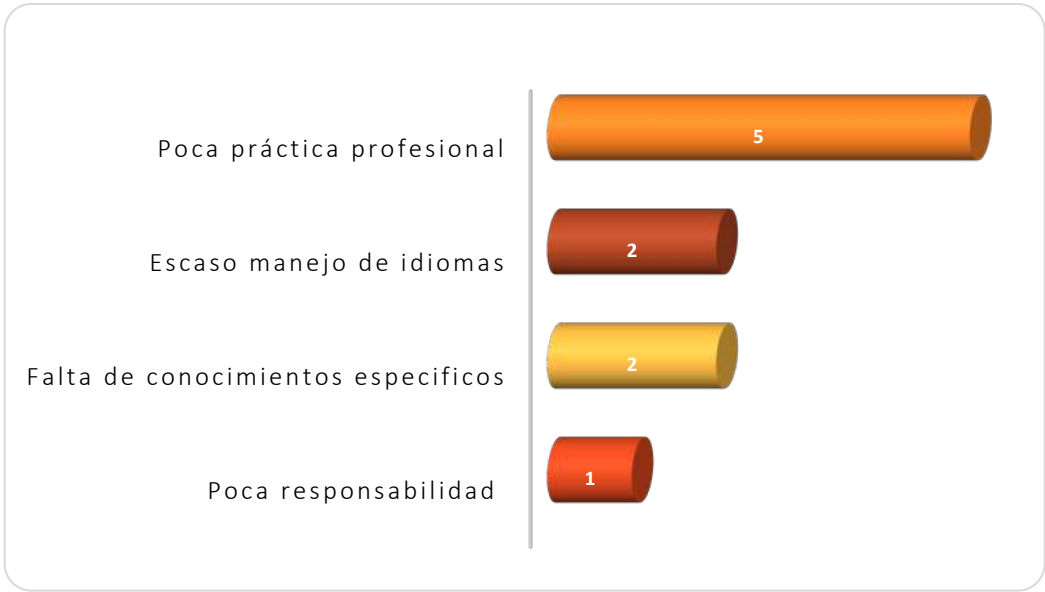 Poca práctica profesional
5
Escaso manejo de idiomas
2
Falta de conocimientos especificos
2
Poca responsabilidad
1